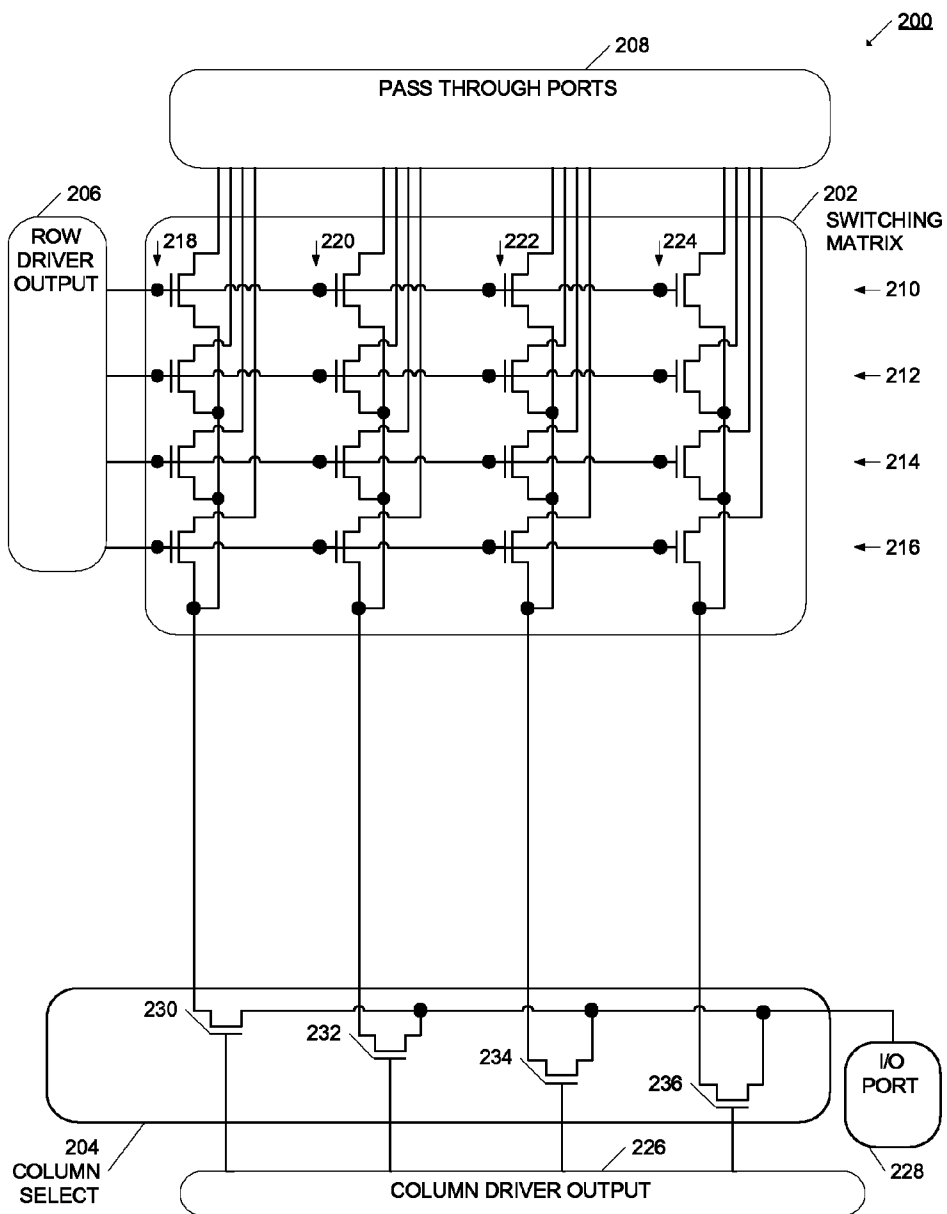 200
208
PASS THROUGH PORTS
206
ROW
DRIVER
OUTPUT
202
SWITCHING
MATRIX
218
220
222
224
210
212
214
216
230
232
234
236
I/O
PORT
228
204
COLUMN
SELECT
226
COLUMN DRIVER OUTPUT